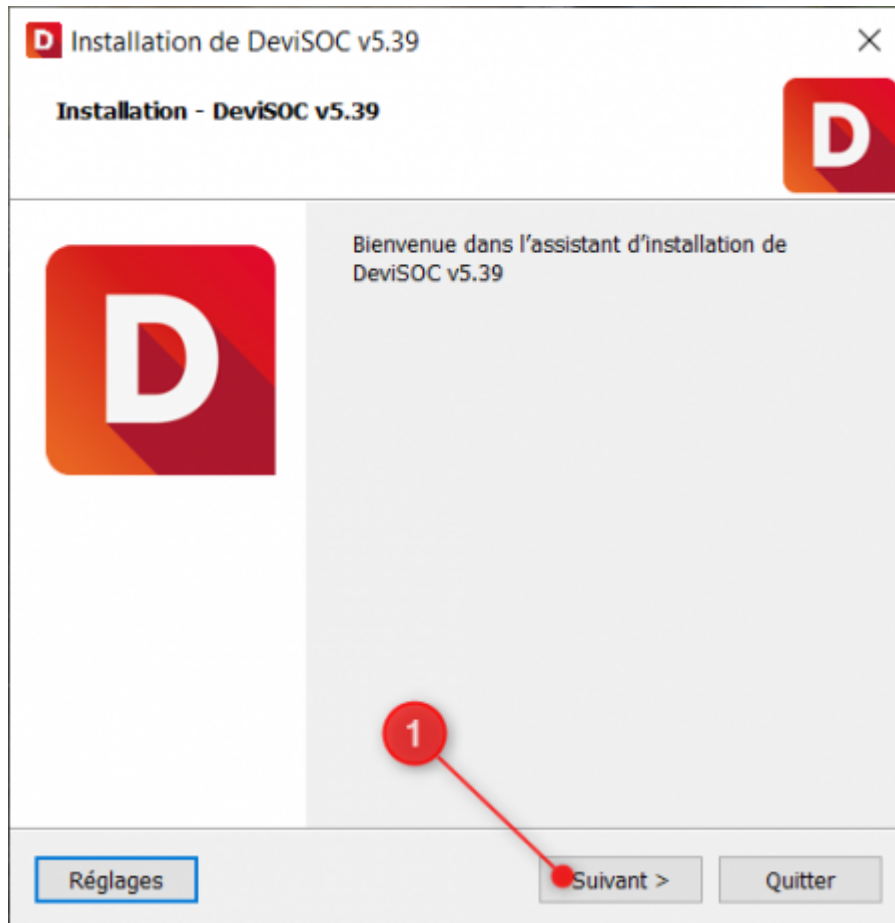 D Installation de DeviSOC v5.39
Installation - DeviSOC v5.39
D
D
Bienvenue dans l'assistant d'installation de
DeviSOC v5.39
1
Réglages
Suivant >
Quitter